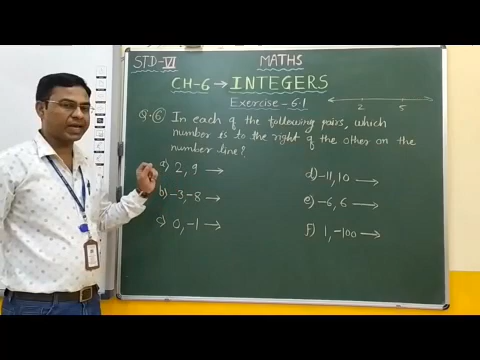 STD-VI MATHS
CH-6 → INTEGERS
Exercise - 6.1
2 5
Q.6 In each of the following pairs, which
number is to the right of the other on the
number line?
a) 2, 9 →
b) -3, -8 →
c) 0, -1 →
d) -11, 10 →
e) -6, 6 →
f) 1, -100 →